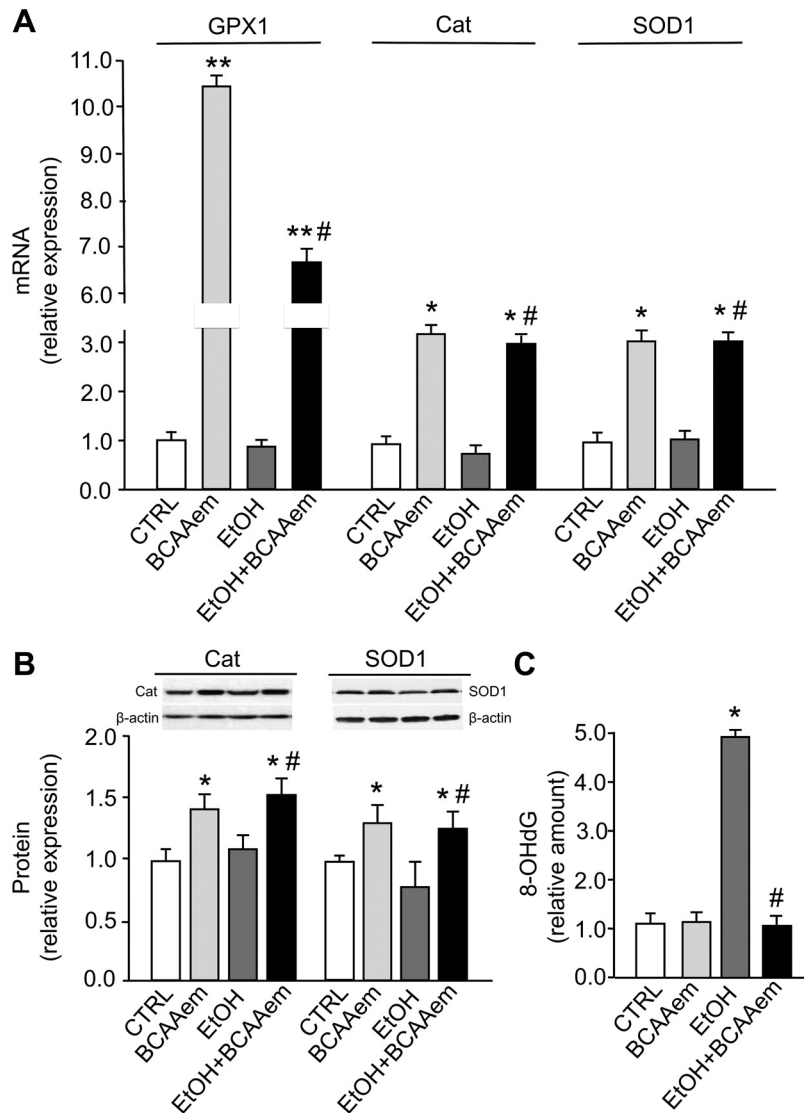 A
GPX1 Cat SOD1
mRNA
(relative expression)
11.0
10.0
9.0
8.0
7.0
6.0
3.0
2.0
1.0
0.0
** **# * *# * *#
CTRL BCAAem EtOH EtOH+BCAAem CTRL BCAAem EtOH EtOH+BCAAem CTRL BCAAem EtOH EtOH+BCAAem
B
Cat SOD1
Cat SOD1
β-actin β-actin
Protein
(relative expression)
2.0
1.5
1.0
0.5
0.0
* *# * *#
CTRL BCAAem EtOH EtOH+BCAAem CTRL BCAAem EtOH EtOH+BCAAem
C
8-OHdG
(relative amount)
5.0
4.0
3.0
2.0
1.0
0.0
* #
CTRL BCAAem EtOH EtOH+BCAAem